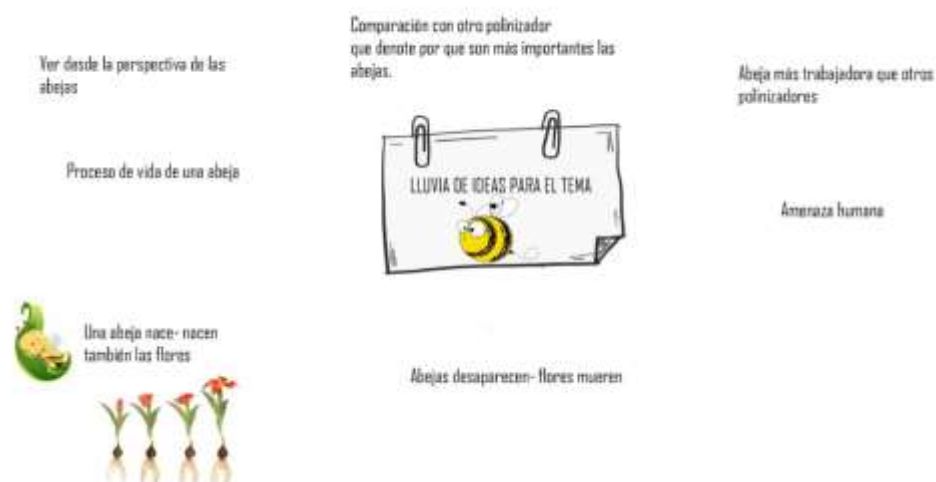 Comparación con otro polinizador
que denote por que son más importantes las
abejas.
Ver desde la perspectiva de las
abejas
Abeja más trabajadora que otros
polinizadores
Proceso de vida de una abeja
LLUVIA DE IDEAS PARA EL TEMA
Amenaza humana
Una abeja nace- nacen
también las flores
Abejas desaparecen- flores mueren